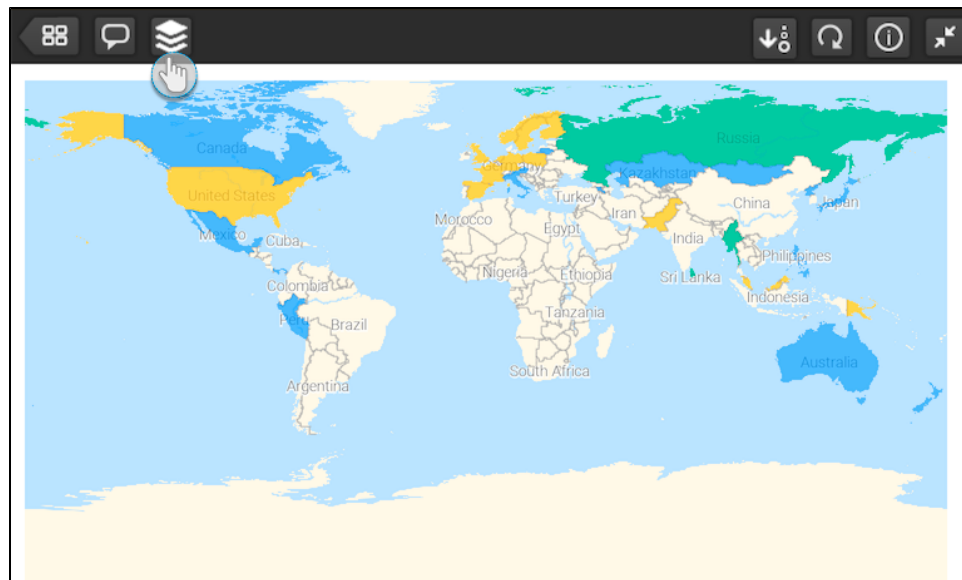 Canada
Russia
Germany
Kazakhstan
United States
Turkey
China
Japan
Iran
Morocco
Egypt
Mexico
Cuba
India
Philippines
Nigeria
Ethiopia
Sri Lanka
Colombia
Indonesia
Tanzania
Peru
Brazil
Australia
South Africa
Argentina